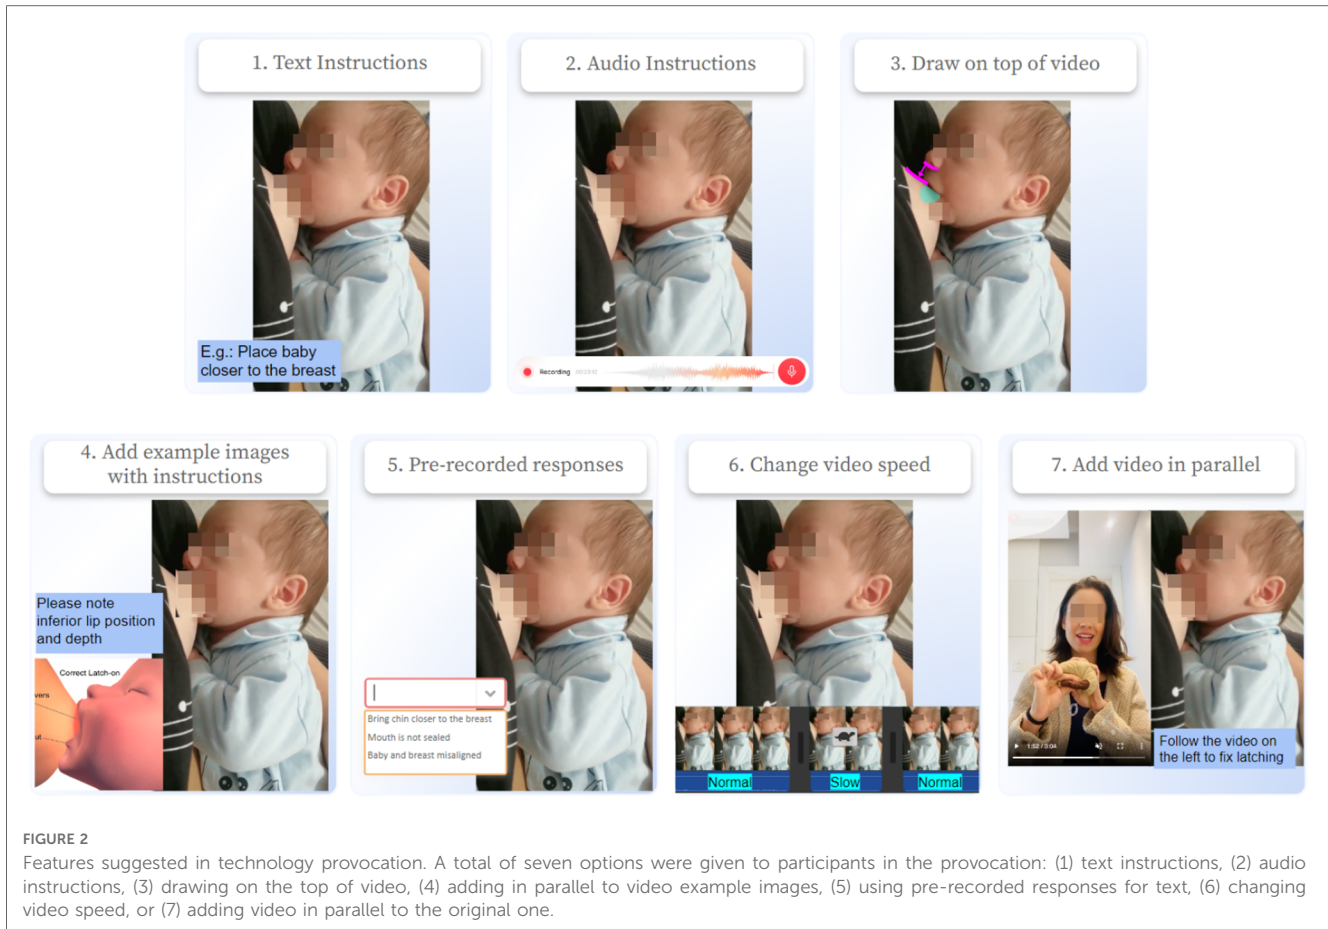 1. Text Instructions
2. Audio Instructions
3. Draw on top of video
E.g.: Place baby
closer to the breast
Recording
4. Add example images
with instructions
5. Pre-recorded responses
6. Change video speed
7. Add video in parallel
Please note
inferior lip position
and depth
Correct Latch-on
vers
ut
Bring chin closer to the breast
Mouth is not sealed
Baby and breast misaligned
Normal
Slow
Normal
1:52 / 3:04
Follow the video on
the left to fix latching
FIGURE 2
Features suggested in technology provocation. A total of seven options were given to participants in the provocation: (1) text instructions, (2) audio
instructions, (3) drawing on the top of video, (4) adding in parallel to video example images, (5) using pre-recorded responses for text, (6) changing
video speed, or (7) adding video in parallel to the original one.